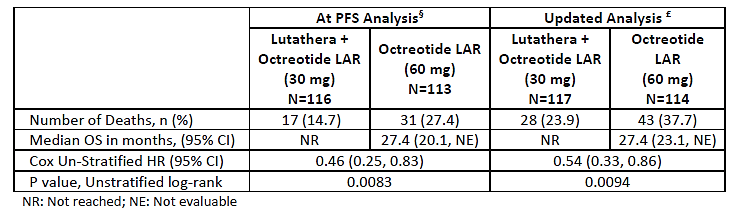 At PFS Analysis§ Updated Analysis £
Lutathera + Octreotide LAR (30 mg) N=116 Octreotide LAR (60 mg) N=113 Lutathera + Octreotide LAR (30 mg) N=117 Octreotide LAR (60 mg) N=114
Number of Deaths, n (%) 17 (14.7) 31 (27.4) 28 (23.9) 43 (37.7)
Median OS in months, (95% CI) NR 27.4 (20.1, NE) NR 27.4 (23.1, NE)
Cox Un-Stratified HR (95% CI) 0.46 (0.25, 0.83) 0.54 (0.33, 0.86)
P value, Unstratified log-rank 0.0083 0.0094
NR: Not reached; NE: Not evaluable